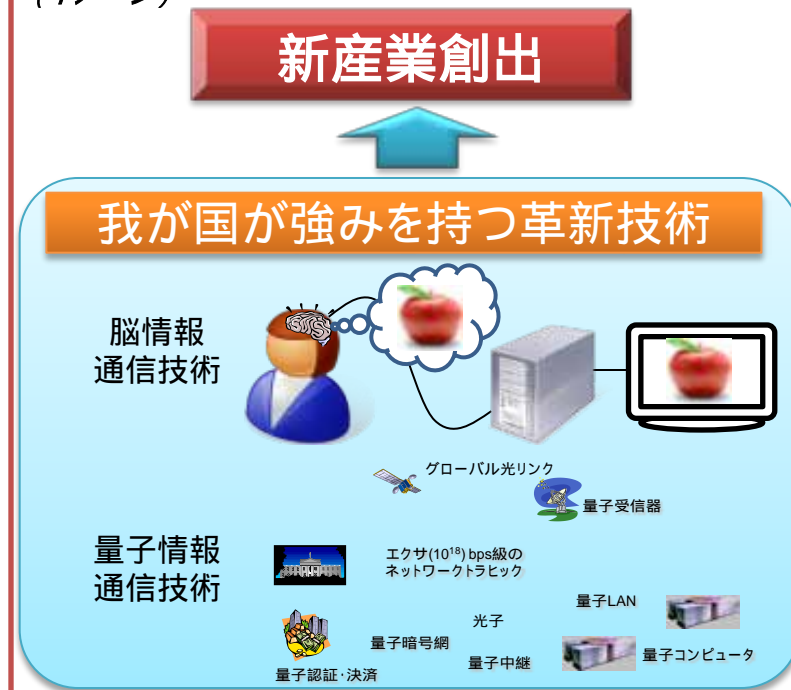 (イメージ)
新産業創出
我が国が強みを持つ革新技術
脳情報
通信技術
グローバル光リンク
量子受信器
量子情報
通信技術
エクサ(10¹⁸) bps級の
ネットワークトラヒック
量子LAN
光子
量子暗号網
量子中継
量子コンピュータ
量子認証・決済